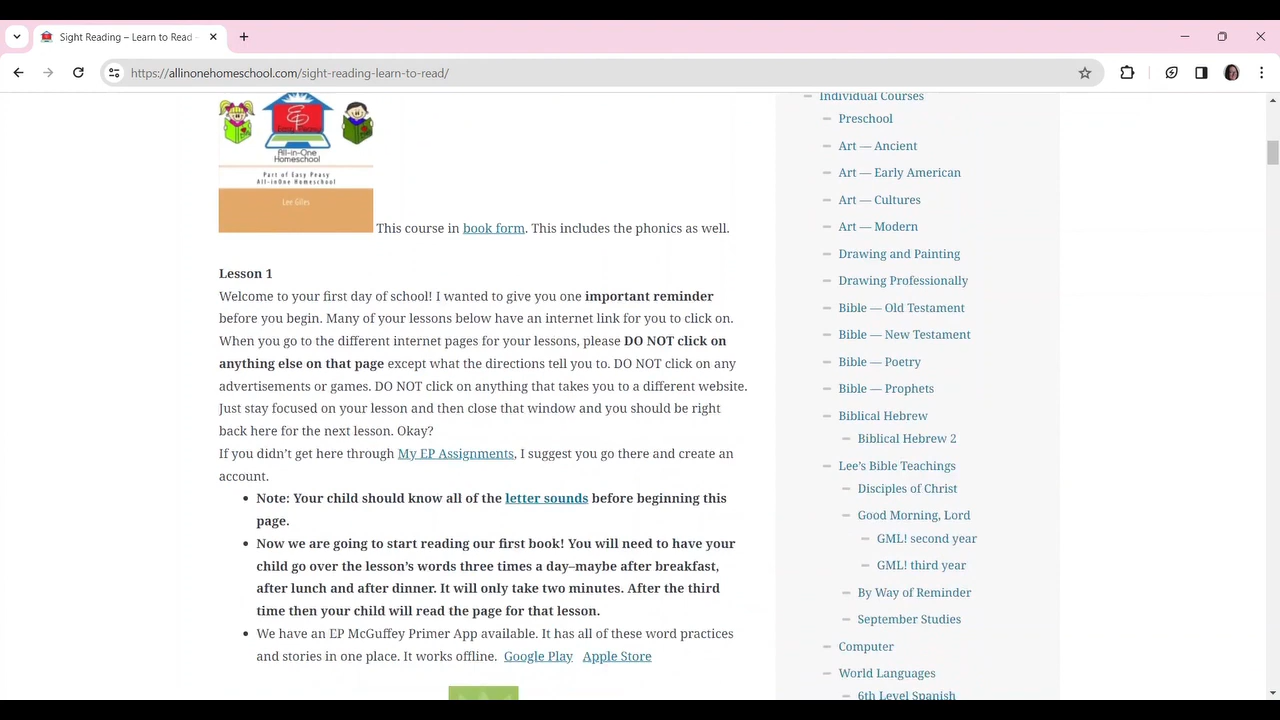 Sight Reading – Learn to Read –
https://allinonehomeschool.com/sight-reading-learn-to-read/
EP
Easy Peasy
All-in-One
Homeschool
Part of Easy Peasy
All-inOne Homeschool
Lee Giles
This course in book form. This includes the phonics as well.
Lesson 1
Welcome to your first day of school! I wanted to give you one important reminder
before you begin. Many of your lessons below have an internet link for you to click on.
When you go to the different internet pages for your lessons, please DO NOT click on
anything else on that page except what the directions tell you to. DO NOT click on any
advertisements or games. DO NOT click on anything that takes you to a different website.
Just stay focused on your lesson and then close that window and you should be right
back here for the next lesson. Okay?
If you didn’t get here through My EP Assignments, I suggest you go there and create an
account.
Note: Your child should know all of the letter sounds before beginning this
page.
Now we are going to start reading our first book! You will need to have your
child go over the lesson’s words three times a day–maybe after breakfast,
after lunch and after dinner. It will only take two minutes. After the third
time then your child will read the page for that lesson.
We have an EP McGuffey Primer App available. It has all of these word practices
and stories in one place. It works offline. Google Play Apple Store
Individual Courses
Preschool
Art — Ancient
Art — Early American
Art — Cultures
Art — Modern
Drawing and Painting
Drawing Professionally
Bible — Old Testament
Bible — New Testament
Bible — Poetry
Bible — Prophets
Biblical Hebrew
Biblical Hebrew 2
Lee’s Bible Teachings
Disciples of Christ
Good Morning, Lord
GML! second year
GML! third year
By Way of Reminder
September Studies
Computer
World Languages
6th Level Spanish